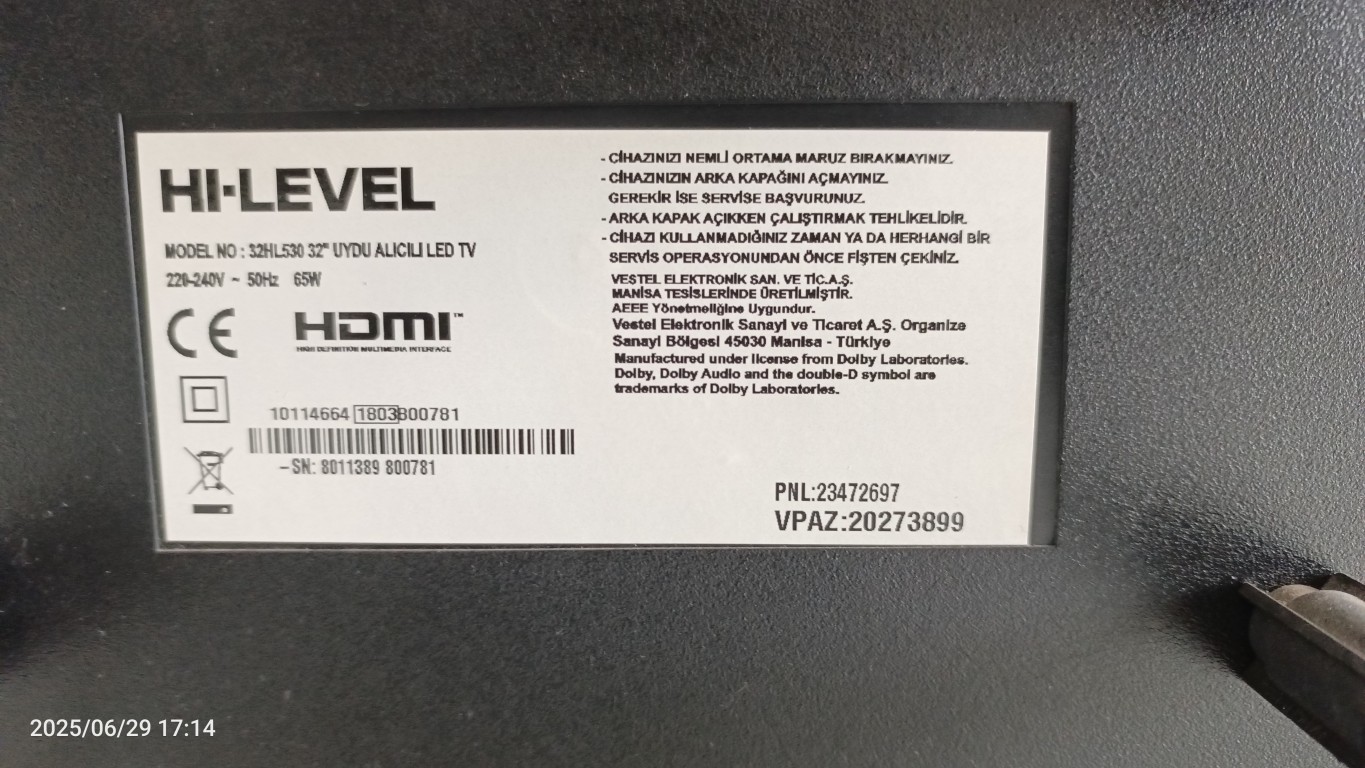 HI-LEVEL
MODEL NO : 32HL530 32" UYDU ALICILI LED TV
220-240V ~ 50Hz 65W
CE
HDMI™
HIGH DEFINITION MULTIMEDIA INTERFACE
10114664 1803800781
-SN: 8011389 800781
- CİHAZINIZI NEMLİ ORTAMA MARUZ BIRAKMAYINIZ.
- CİHAZINIZIN ARKA KAPAĞINI AÇMAYINIZ.
GEREKİR İSE SERVİSE BAŞVURUNUZ.
- ARKA KAPAK AÇIKKEN ÇALIŞTIRMAK TEHLİKELİDİR.
- CİHAZI KULLANMADIĞINIZ ZAMAN YA DA HERHANGİ BİR
SERVİS OPERASYONUNDAN ÖNCE FİŞTEN ÇEKİNİZ.
VESTEL ELEKTRONİK SAN. VE TİC.A.Ş.
MANİSA TESİSLERİNDE ÜRETİLMİŞTİR.
AEEE Yönetmeliğine Uygundur.
Vestel Elektronik Sanayi ve Ticaret A.Ş. Organize
Sanayi Bölgesi 45030 Manisa - Türkiye
Manufactured under license from Dolby Laboratories.
Dolby, Dolby Audio and the double-D symbol are
trademarks of Dolby Laboratories.
PNL:23472697
VPAZ:20273899
2025/06/29 17:14